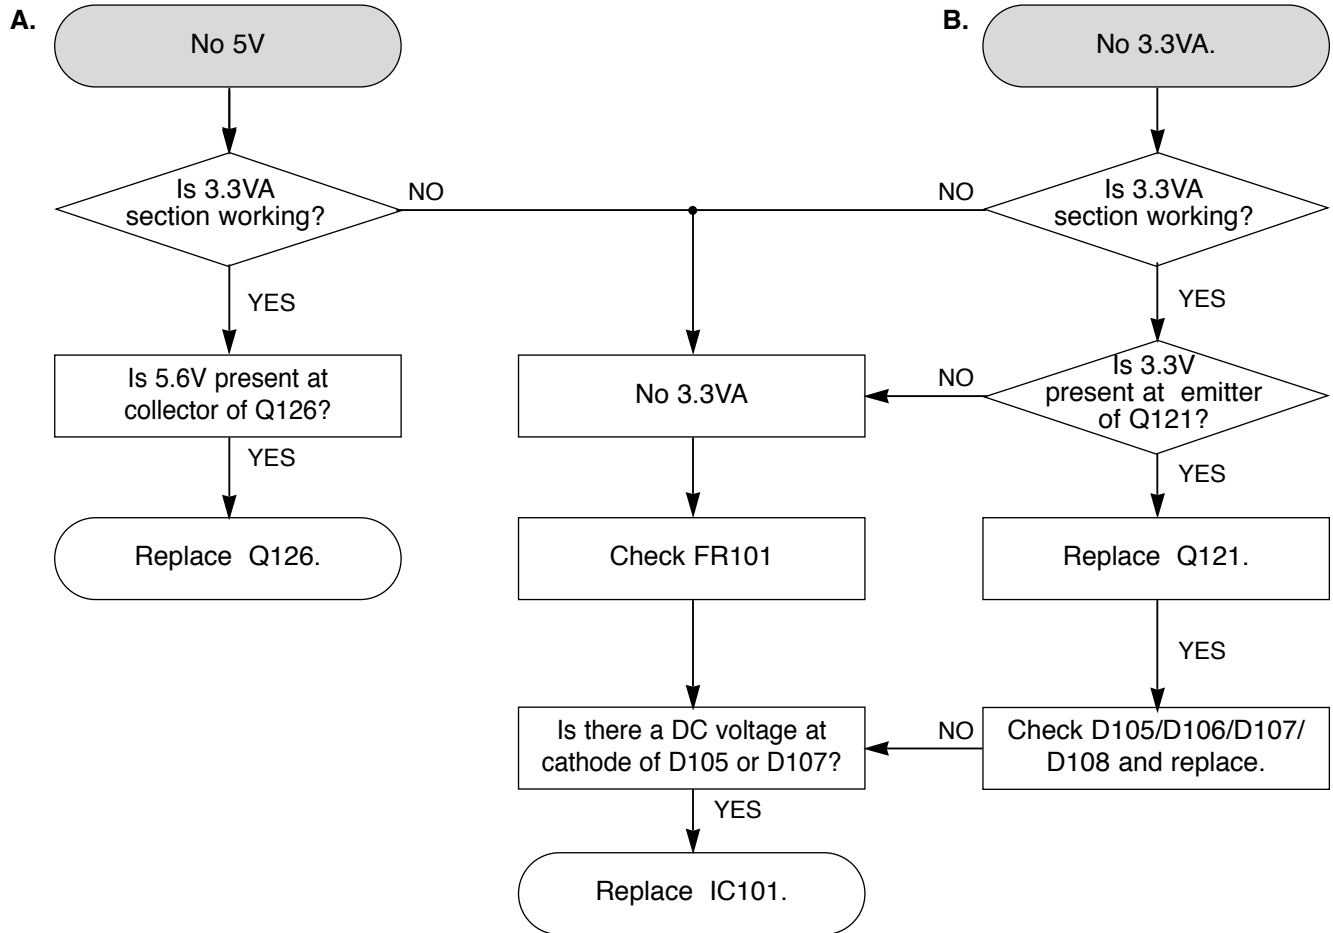 A.
No 5V
Is 3.3VA
section working?
NO
YES
Is 5.6V present at
collector of Q126?
YES
Replace Q126.
B.
No 3.3VA.
Is 3.3VA
section working?
NO
YES
Is 3.3V
present at emitter
of Q121?
NO
YES
No 3.3VA
Check FR101
Replace Q121.
YES
Is there a DC voltage at
cathode of D105 or D107?
NO
Check D105/D106/D107/
D108 and replace.
YES
Replace IC101.